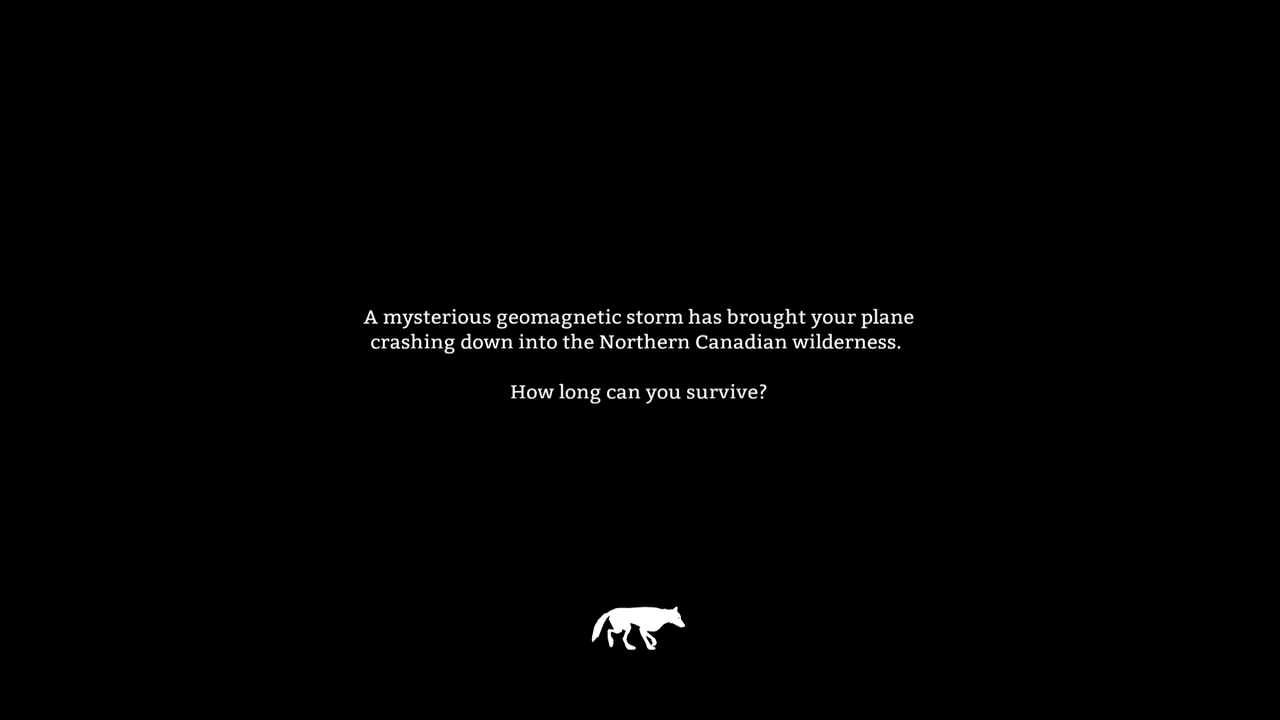 A mysterious geomagnetic storm has brought your plane
crashing down into the Northern Canadian wilderness.
How long can you survive?